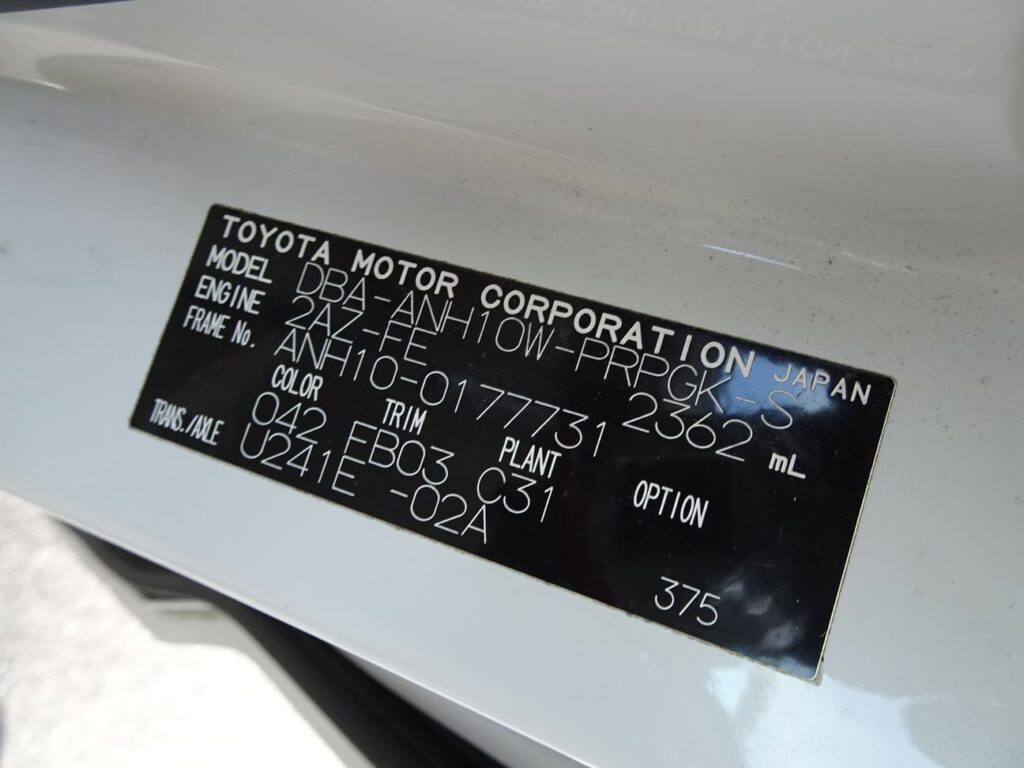 TOYOTA MOTOR CORPORATION JAPAN
MODEL DBA-ANH10W-PRPGK-S
ENGINE 2AZ-FE 2362 mL
FRAME No. ANH10-0177731
COLOR TRIM PLANT OPTION
042 FB03 C31
TRANS./AXLE U241E -02A
375